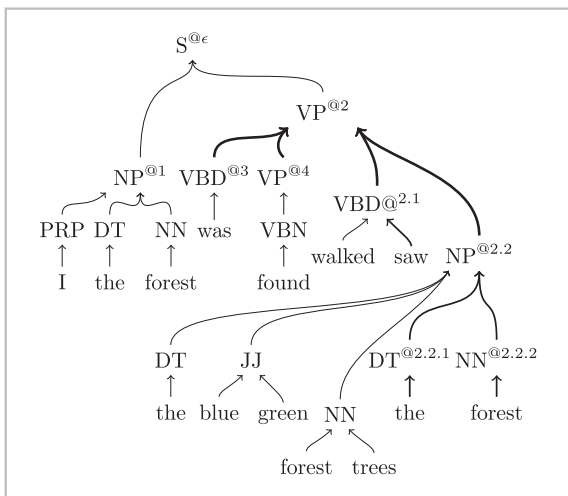 S@ϵ
VP@2
NP@1 VBD@3 VP@4
VBD@2.1
PRP DT NN was VBN
walked saw NP@2.2
I the forest found
DT JJ DT@2.2.1 NN@2.2.2
the blue green NN the forest
forest trees